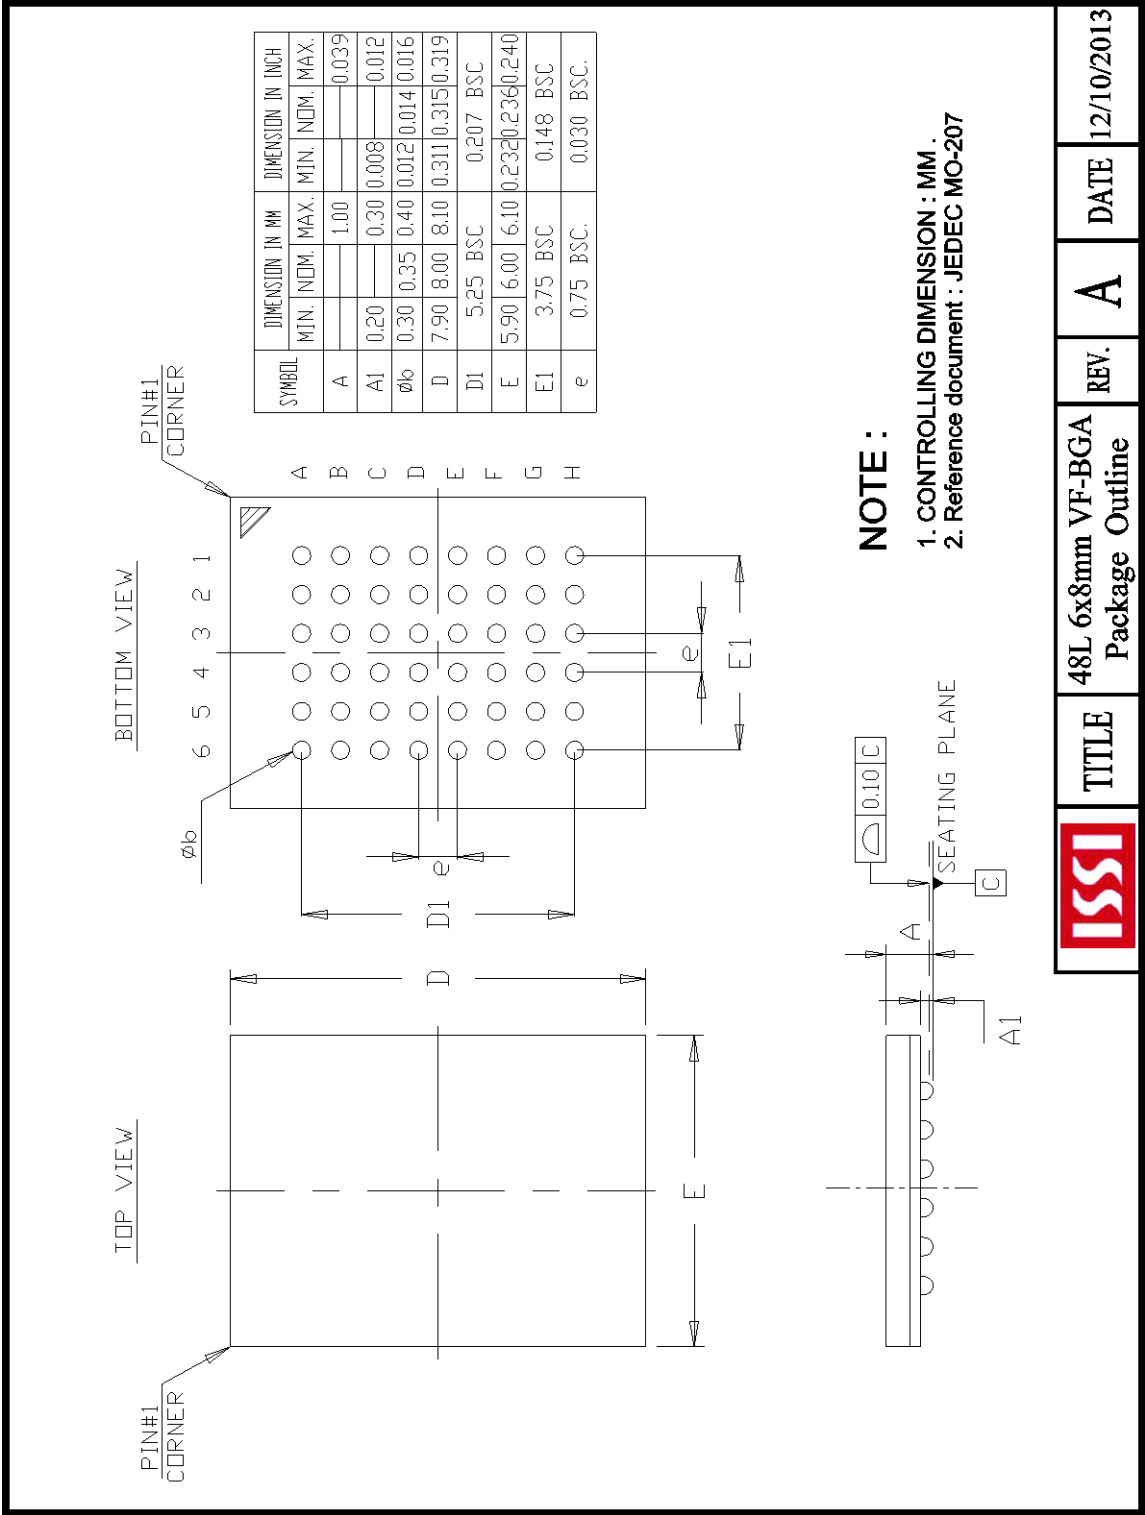 TOP VIEW
PIN#1
CORNER
D
E
BOTTOM VIEW
PIN#1
CORNER
Øb
6 5 4 3 2 1
A
B
C
D
E
F
G
H
e
D1
e
E1
SYMBOL DIMENSION IN MM DIMENSION IN INCH
MIN. NOM. MAX. MIN. NOM. MAX.
A 1.00 0.039
A1 0.20 0.30 0.008 0.012
Øb 0.30 0.35 0.40 0.012 0.014 0.016
D 7.90 8.00 8.10 0.311 0.315 0.319
D1 5.25 BSC 0.207 BSC
E 5.90 6.00 6.10 0.232 0.236 0.240
E1 3.75 BSC 0.148 BSC
e 0.75 BSC. 0.030 BSC.
A
A1
0.10 C
SEATING PLANE
C
NOTE :
1. CONTROLLING DIMENSION : MM .
2. Reference document : JEDEC MO-207
ISSI
TITLE
48L 6x8mm VF-BGA
Package Outline
REV.
A
DATE
12/10/2013